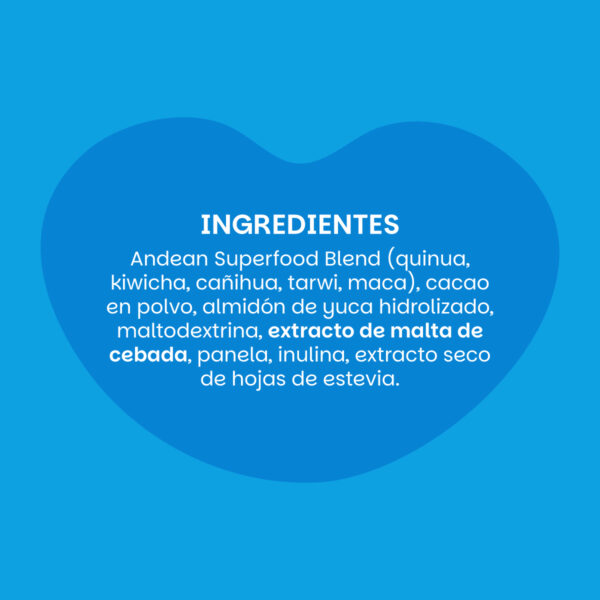 INGREDIENTES
Andean Superfood Blend (quinua,
kiwicha, cañihua, tarwi, maca), cacao
en polvo, almidón de yuca hidrolizado,
maltodextrina, extracto de malta de
cebada, panela, inulina, extracto seco
de hojas de estevia.